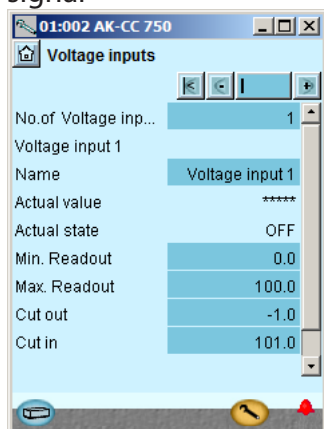 signal
01:002 AK-CC 750
Voltage inputs
No.of Voltage inp... 1
Voltage input 1
Name Voltage input 1
Actual value *****
Actual state OFF
Min. Readout 0.0
Max. Readout 100.0
Cut out -1.0
Cut in 101.0